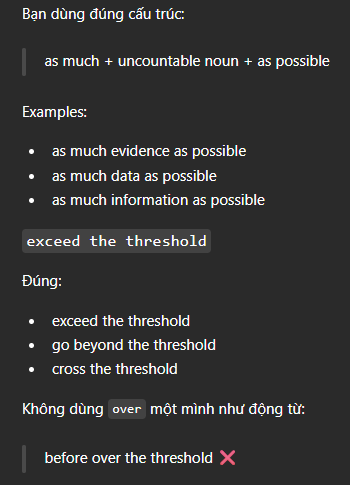 Bạn dùng đúng cấu trúc:
as much + uncountable noun + as possible
Examples:
• as much evidence as possible
• as much data as possible
• as much information as possible
exceed the threshold
Đúng:
• exceed the threshold
• go beyond the threshold
• cross the threshold
Không dùng over một mình như động từ:
before over the threshold ❌